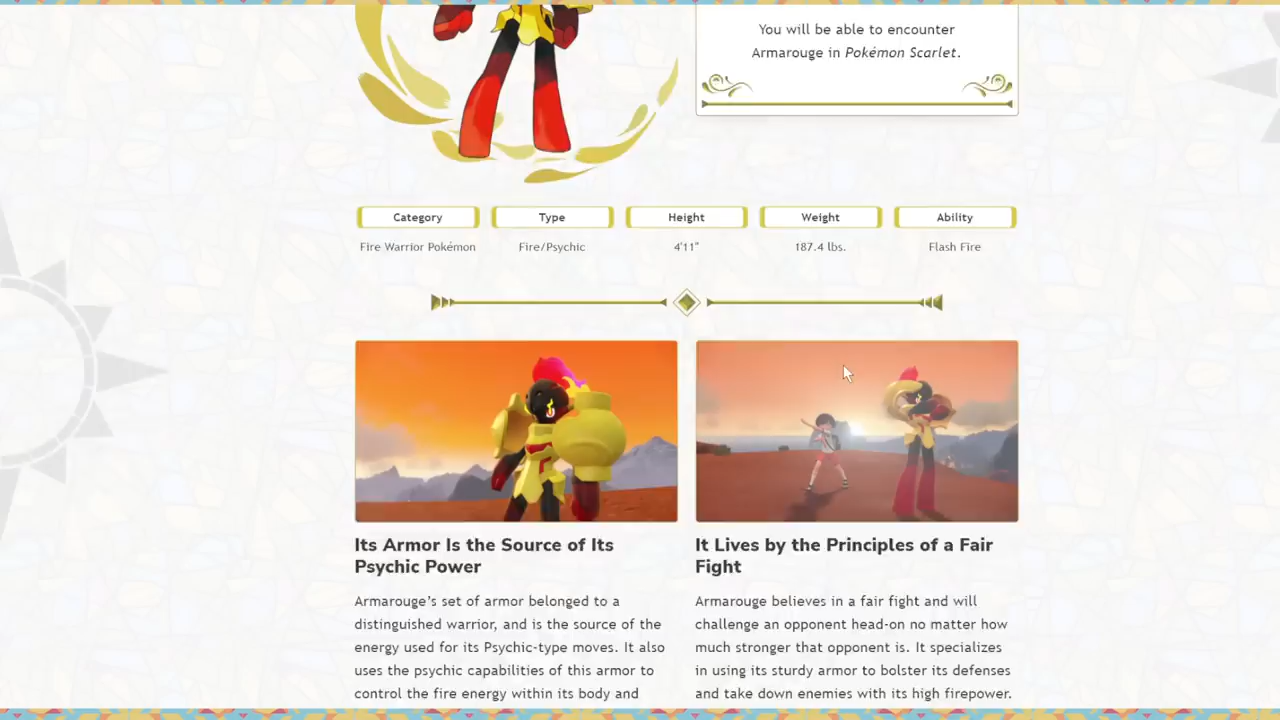 You will be able to encounter
Armarouge in Pokémon Scarlet.
Category
Type
Height
Weight
Ability
Fire Warrior Pokémon
Fire/Psychic
4'11"
187.4 lbs.
Flash Fire
Its Armor Is the Source of Its
Psychic Power
Armarouge’s set of armor belonged to a
distinguished warrior, and is the source of the
energy used for its Psychic-type moves. It also
uses the psychic capabilities of this armor to
control the fire energy within its body and
It Lives by the Principles of a Fair
Fight
Armarouge believes in a fair fight and will
challenge an opponent head-on no matter how
much stronger that opponent is. It specializes
in using its sturdy armor to bolster its defenses
and take down enemies with its high firepower.